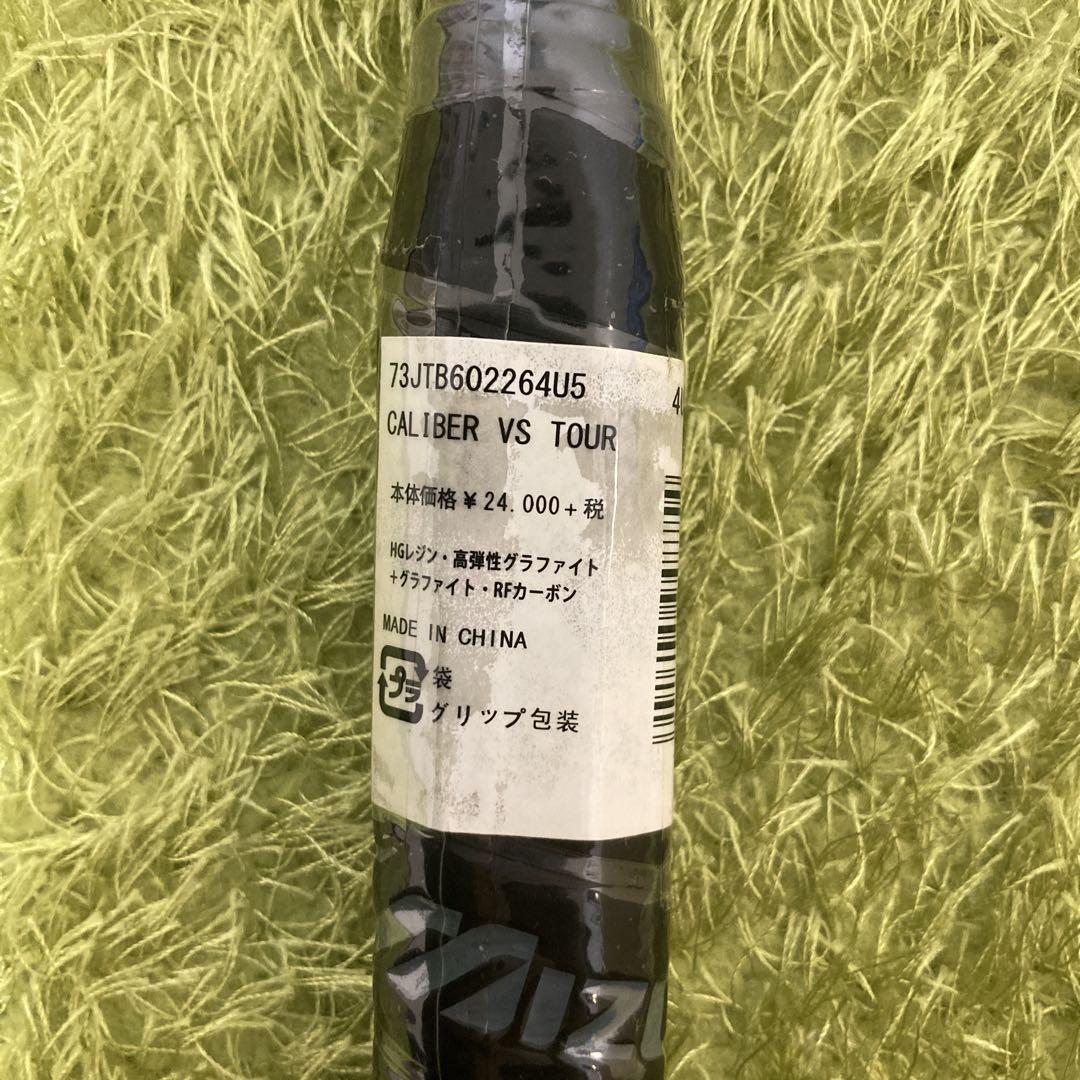 73JTB602264U5
CALIBER VS TOUR
本体価格¥24.000+税
HGレジン・高弾性グラファイト
+グラファイト・RFカーボン
MADE IN CHINA
プラ
袋
グリップ包装